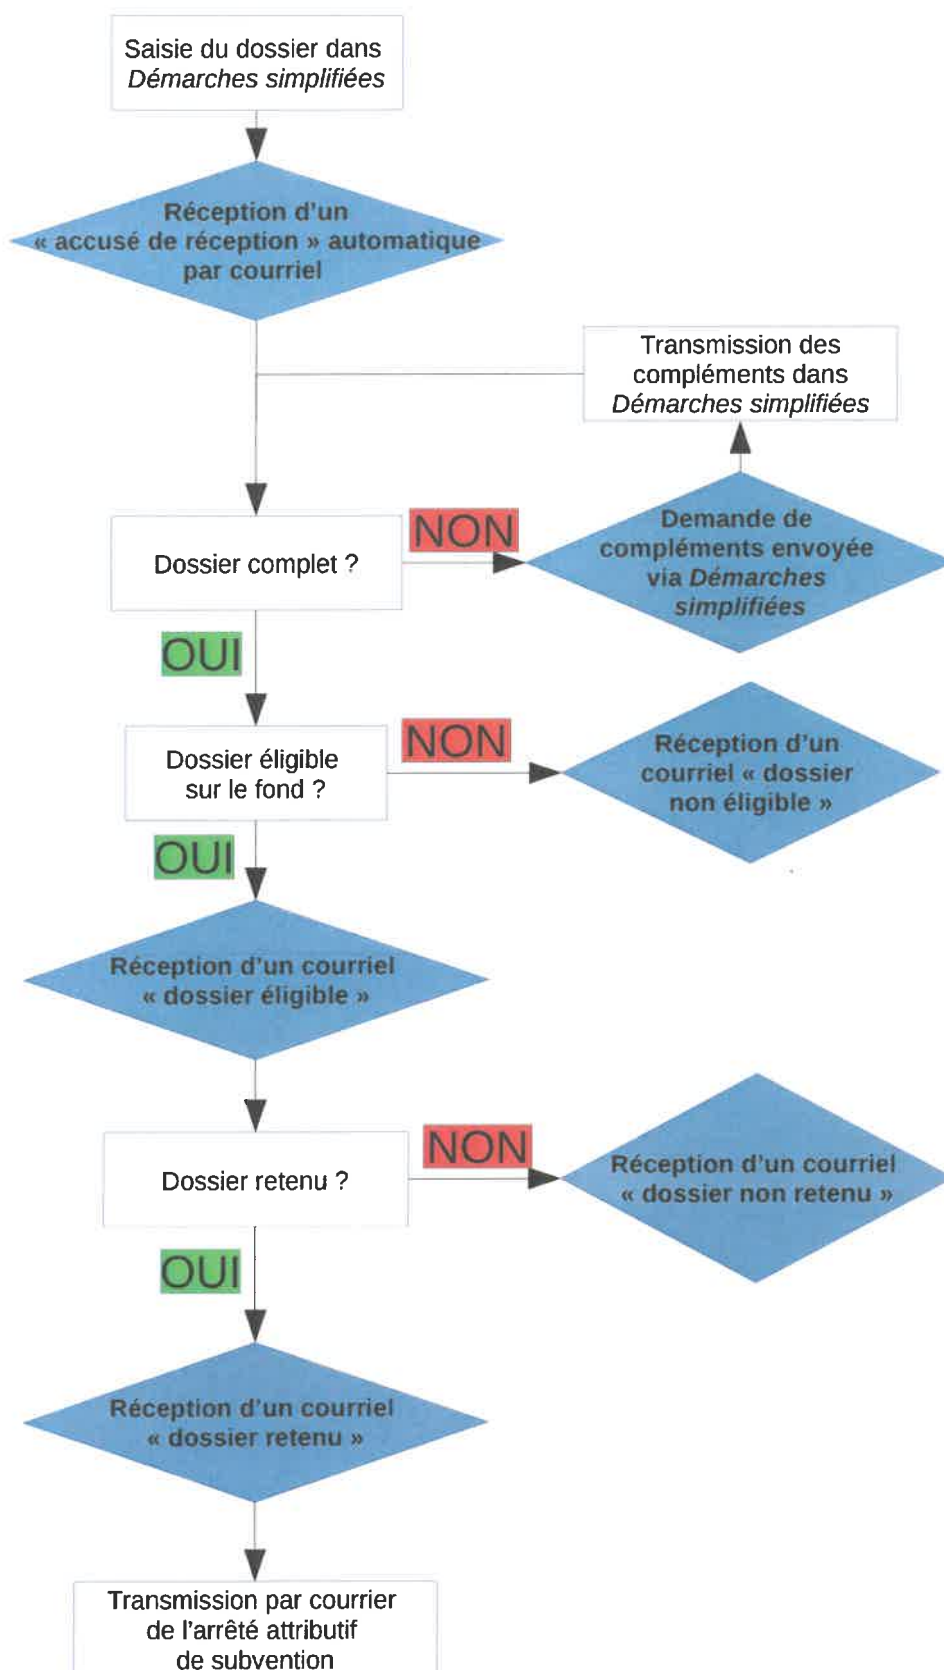 Saisie du dossier dans
Démarches simplifiées
Réception d'un
« accusé de réception » automatique
par courriel
Transmission des
compléments dans
Démarches simplifiées
Dossier complet ?
NON
Demande de
compléments envoyée
via Démarches
simplifiées
OUI
Dossier éligible
sur le fond ?
NON
Réception d'un
courriel « dossier
non éligible »
OUI
Réception d'un courriel
« dossier éligible »
Dossier retenu ?
NON
Réception d'un courriel
« dossier non retenu »
OUI
Réception d'un courriel
« dossier retenu »
Transmission par courrier
de l'arrêté attributif
de subvention